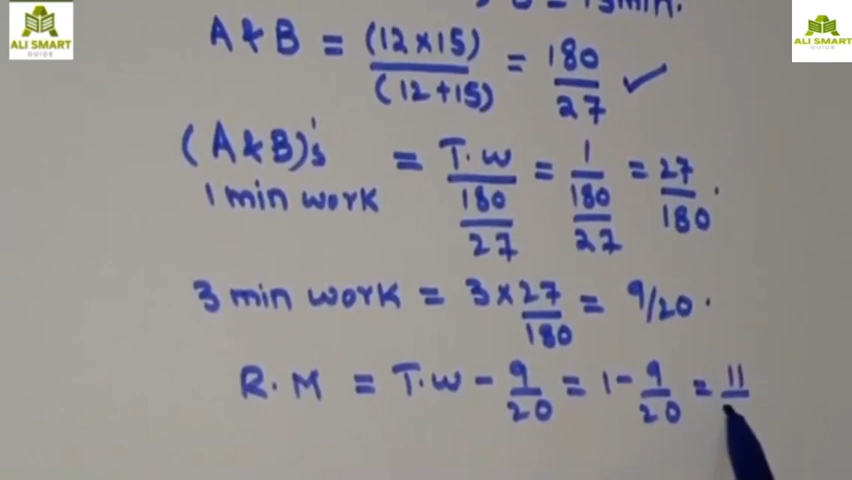 ALI SMART
GUIDE
ALI SMART
GUIDE
= 15min.
A & B = (12×15)/(12+15) = 180/27 ✓
(A & B)'s 1 min work = T.W/(180/27) = 1/(180/27) = 27/180.
3 min work = 3 × 27/180 = 9/20.
R.M = T.W − 9/20 = 1 − 9/20 = 11